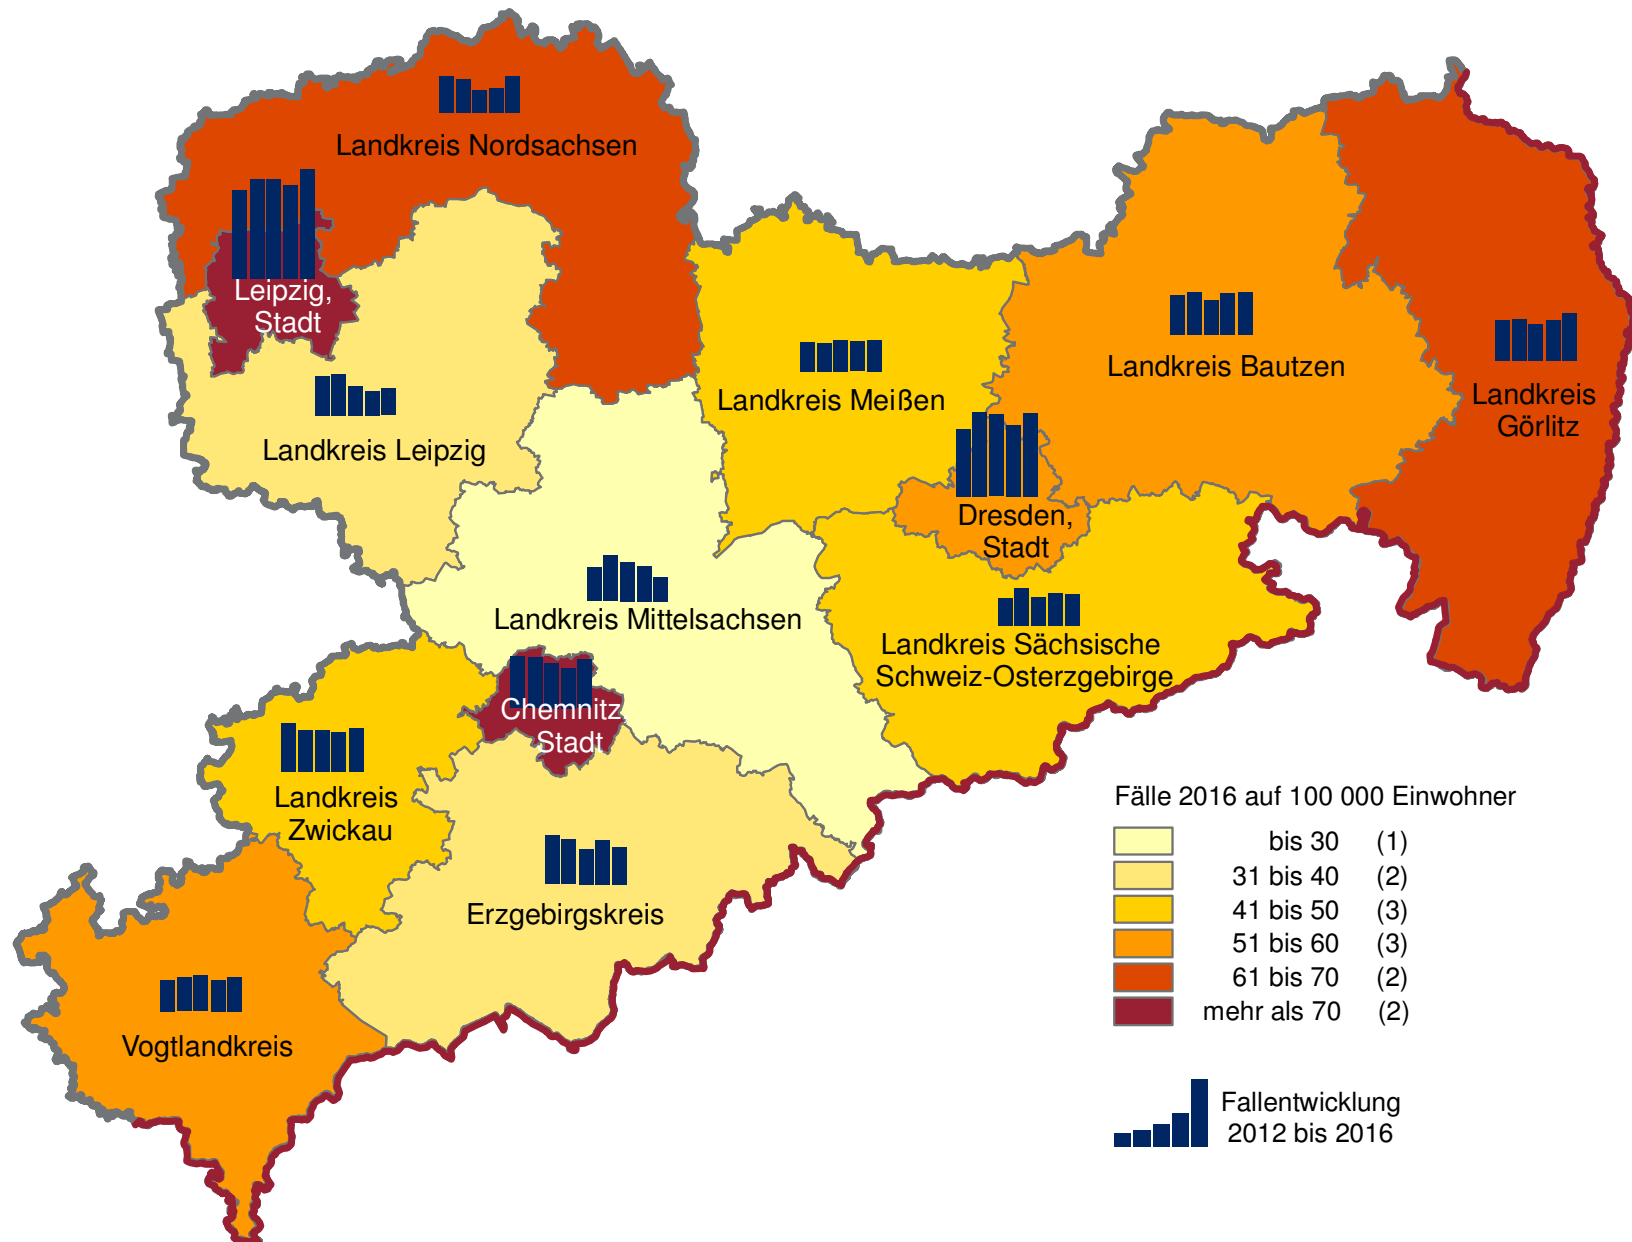 Landkreis Nordsachsen
Leipzig,
Stadt
Landkreis Leipzig
Landkreis Meißen
Landkreis Bautzen
Landkreis
Görlitz
Dresden,
Stadt
Landkreis Mittelsachsen
Landkreis Sächsische
Schweiz-Osterzgebirge
Chemnitz
Stadt
Landkreis
Zwickau
Erzgebirgskreis
Vogtlandkreis
Fälle 2016 auf 100 000 Einwohner
bis 30 (1)
31 bis 40 (2)
41 bis 50 (3)
51 bis 60 (3)
61 bis 70 (2)
mehr als 70 (2)
Fallentwicklung
2012 bis 2016